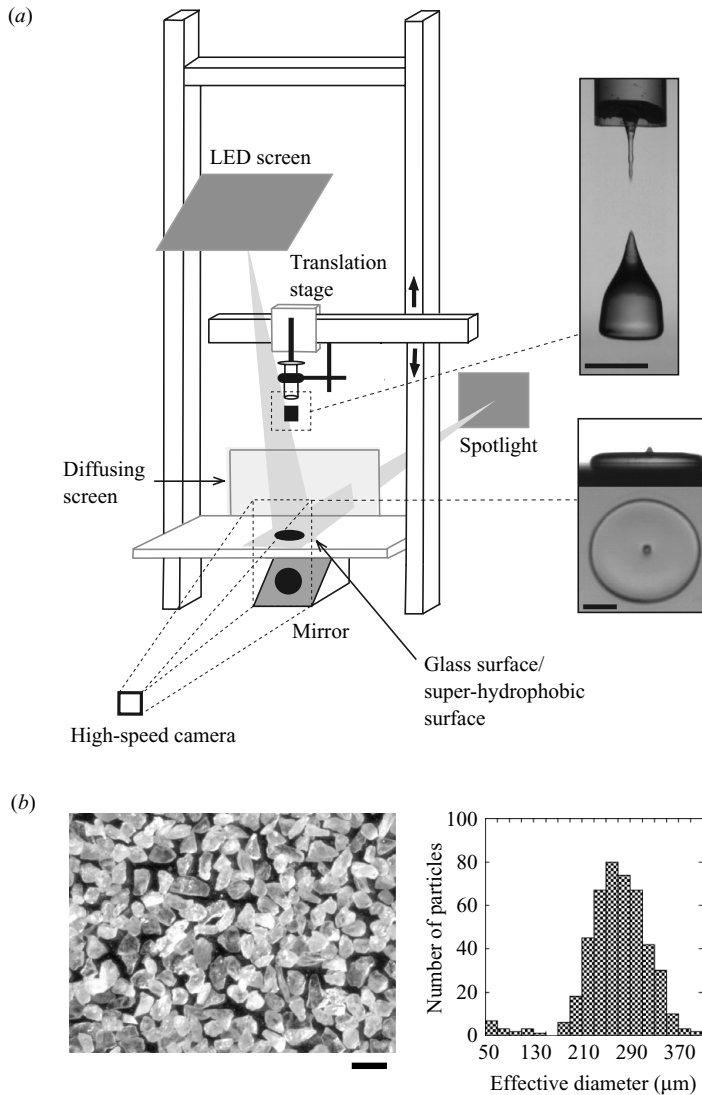 (a)
LED screen
Translation
stage
Spotlight
Diffusing
screen
Mirror
Glass surface/
super-hydrophobic
surface
High-speed camera
(b)
100
80
60
40
20
0
Number of particles
50 130 210 290 370
Effective diameter (μm)